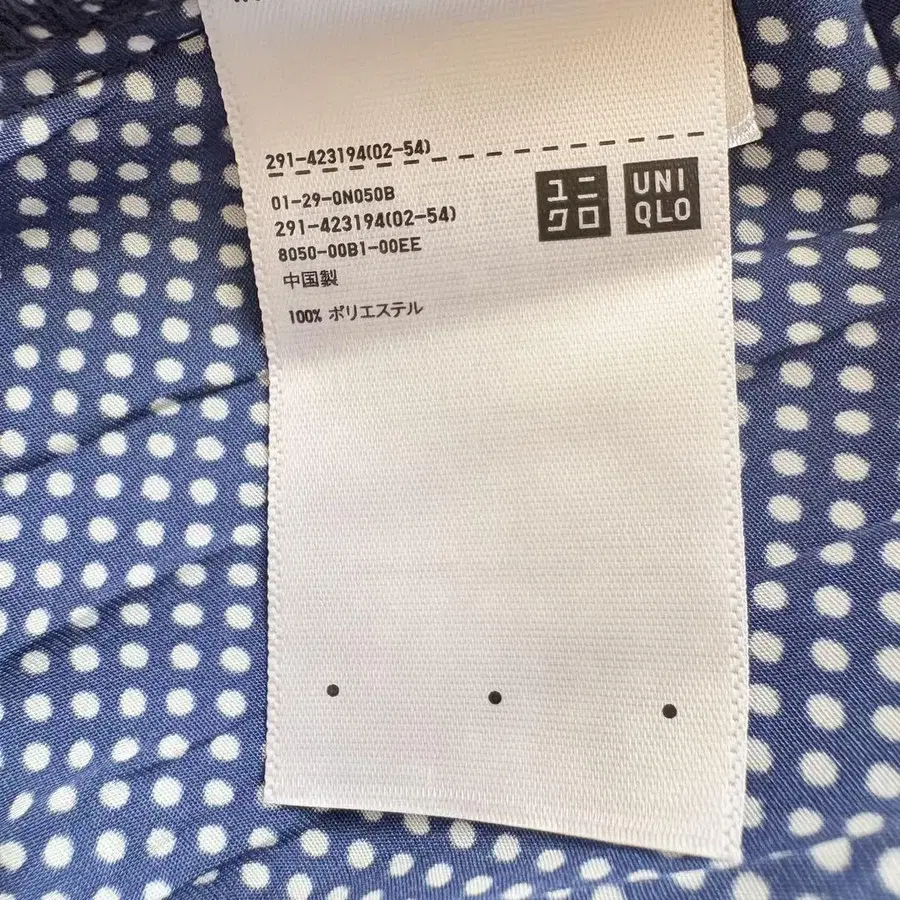 291-423194(02-54)
01-29-0N050B
291-423194(02-54)
8050-00B1-00EE
中国製
100% ポリエステル
ユニ
クロ
UNI
QLO